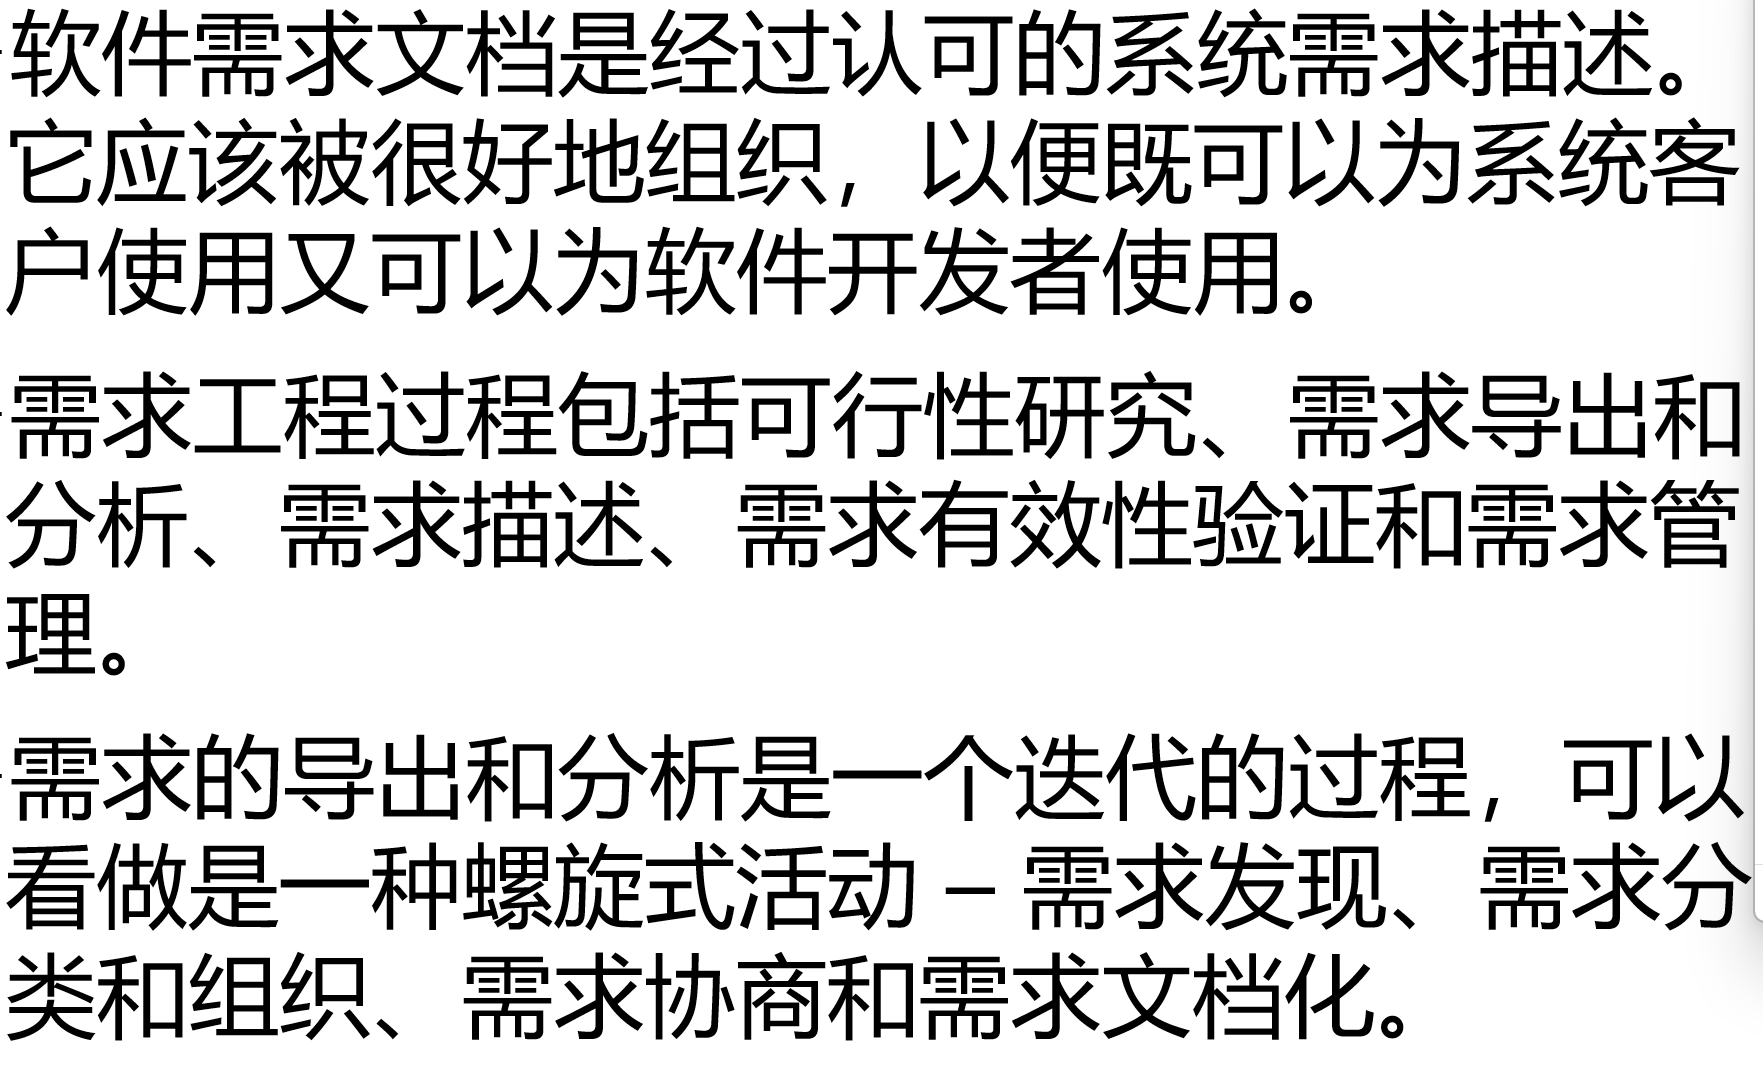 软件需求文档是经过认可的系统需求描述。
它应该被很好地组织，以便既可以为系统客
户使用又可以为软件开发者使用。
需求工程过程包括可行性研究、需求导出和
分析、需求描述、需求有效性验证和需求管
理。
需求的导出和分析是一个迭代的过程，可以
看做是一种螺旋式活动 – 需求发现、需求分
类和组织、需求协商和需求文档化。